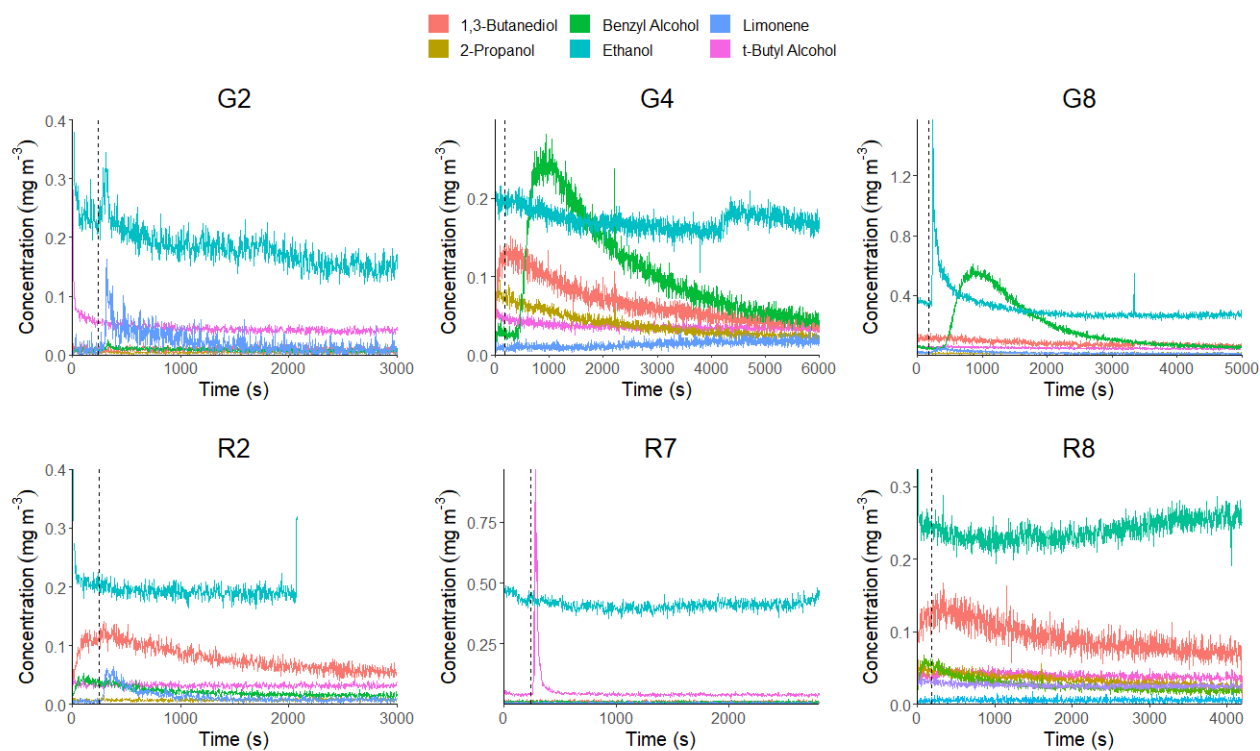 1,3-Butanediol Benzyl Alcohol Limonene
2-Propanol Ethanol t-Butyl Alcohol
G2 G4 G8
0.4
0.3
0.2
0.1
0.0
Concentration (mg m⁻³)
0 1000 2000 3000
Time (s)
0.2
0.1
0.0
Concentration (mg m⁻³)
0 1000 2000 3000 4000 5000 6000
Time (s)
1.2
0.8
0.4
Concentration (mg m⁻³)
0 1000 2000 3000 4000 5000
Time (s)
R2 R7 R8
0.4
0.3
0.2
0.1
0.0
Concentration (mg m⁻³)
0 1000 2000 3000
Time (s)
0.75
0.50
0.25
Concentration (mg m⁻³)
0 1000 2000
Time (s)
0.3
0.2
0.1
0.0
Concentration (mg m⁻³)
0 1000 2000 3000 4000
Time (s)